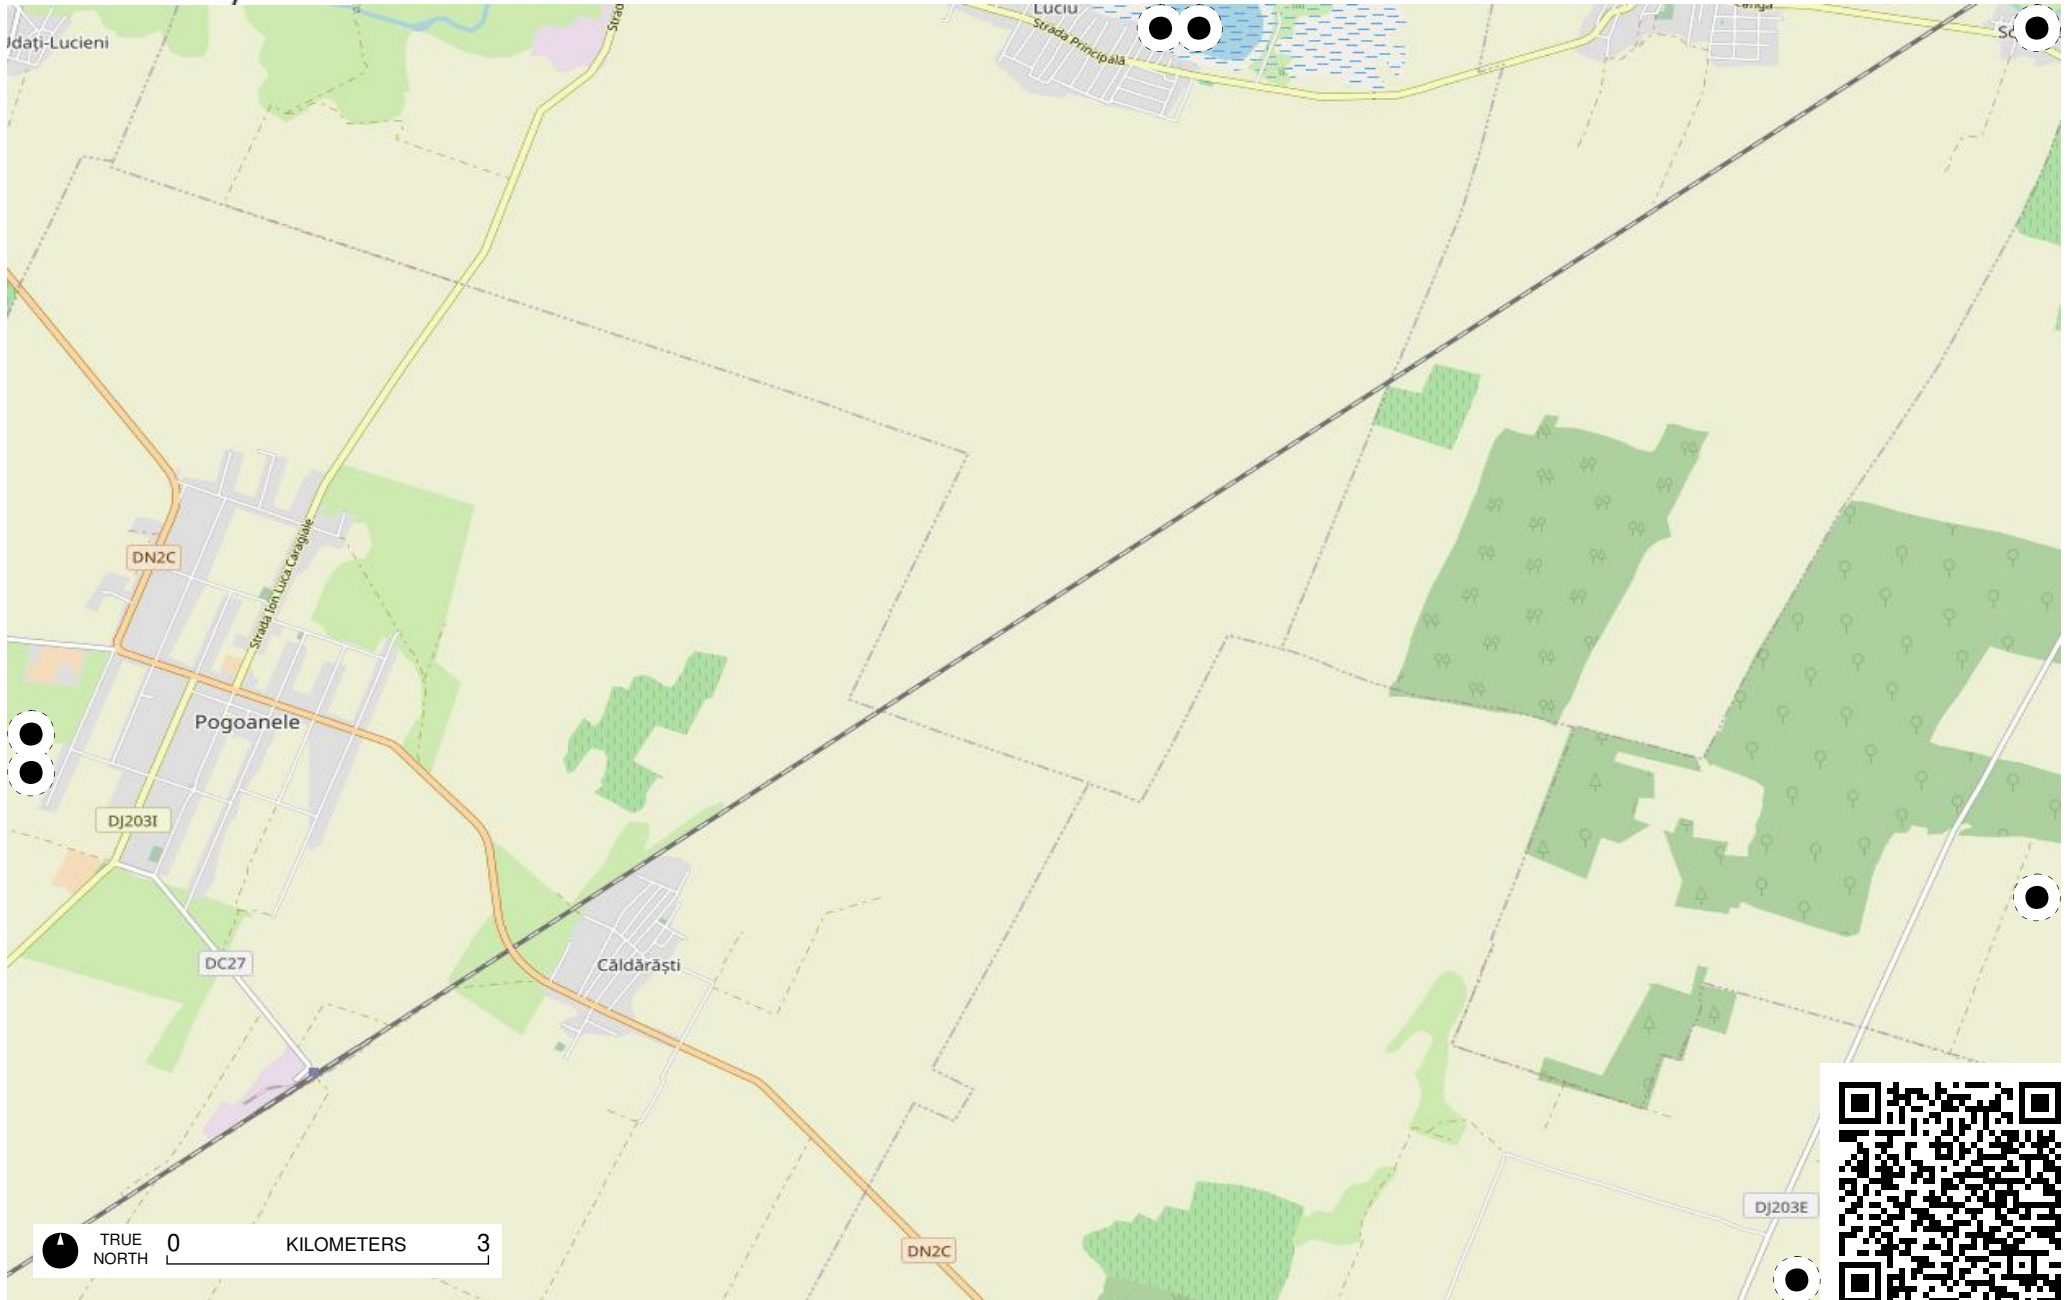 Udați-Lucieni
Luciu
Strada Principală
Strada Ion Luca Caragiale
DN2C
Pogoanele
DJ203I
DC27
Căldărăști
DJ203E
DN2C
TRUE
NORTH
0 KILOMETERS 3